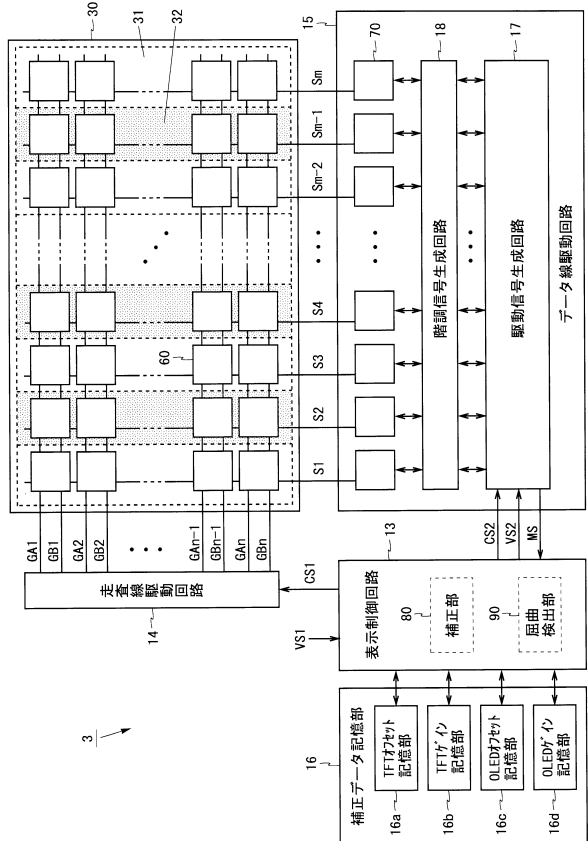 3
30
31
32
GA1
GB1
GA2
GB2
GAn-1
GBn-1
GAn
GBn
60
走査線駆動回路
14
S1
S2
S3
S4
Sm-2
Sm-1
Sm
15
70
階調信号生成回路
18
駆動信号生成回路
17
データ線駆動回路
CS1
VS1
CS2
VS2
MS
13
表示制御回路
80
補正部
90
屈曲
検出部
16
補正データ記憶部
TFTオフセット
記憶部
16a
TFTゲイン
記憶部
16b
OLEDオフセット
記憶部
16c
OLEDゲイン
記憶部
16d